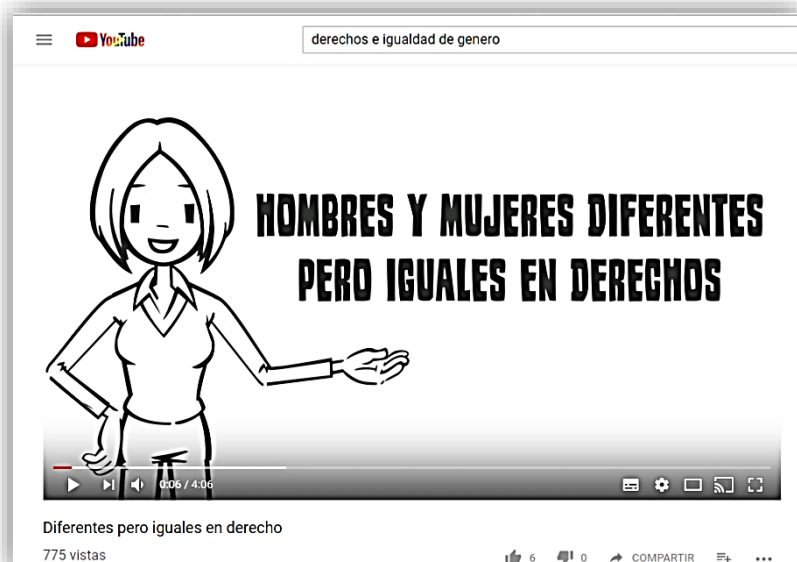 YouTube
derechos e igualdad de genero
HOMBRES Y MUJERES DIFERENTES
PERO IGUALES EN DERECHOS
0:06 / 4:06
Diferentes pero iguales en derecho
775 vistas
6
0
COMPARTIR